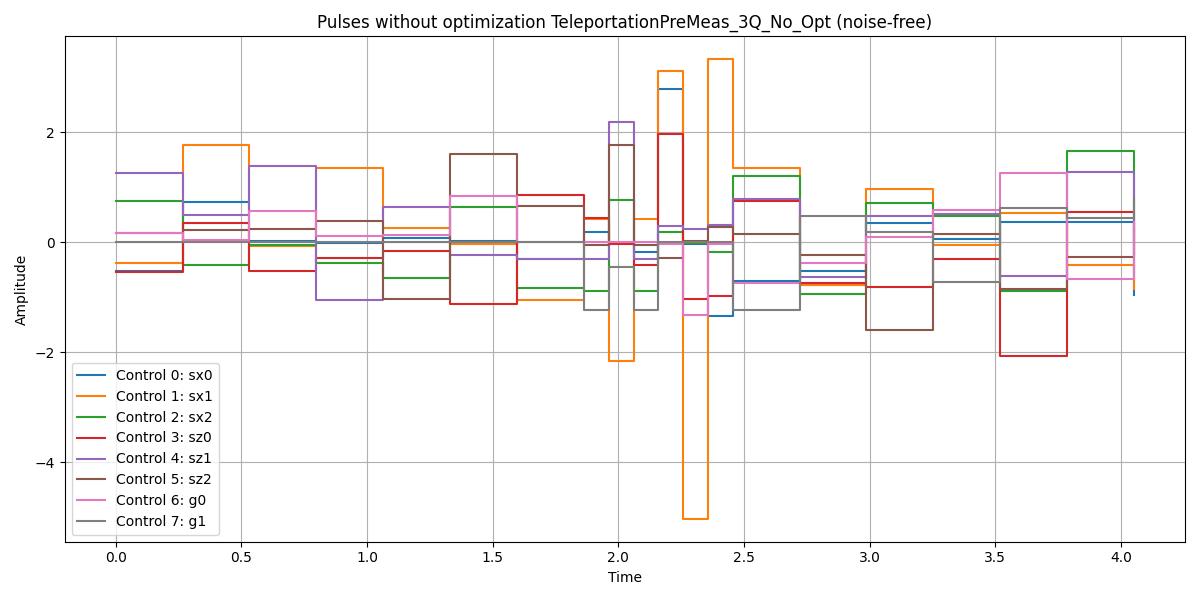 Pulses without optimization TeleportationPreMeas_3Q_No_Opt (noise-free)
Amplitude
2
0
−2
−4
Control 0: sx0
Control 1: sx1
Control 2: sx2
Control 3: sz0
Control 4: sz1
Control 5: sz2
Control 6: g0
Control 7: g1
0.0 0.5 1.0 1.5 2.0 2.5 3.0 3.5 4.0
Time